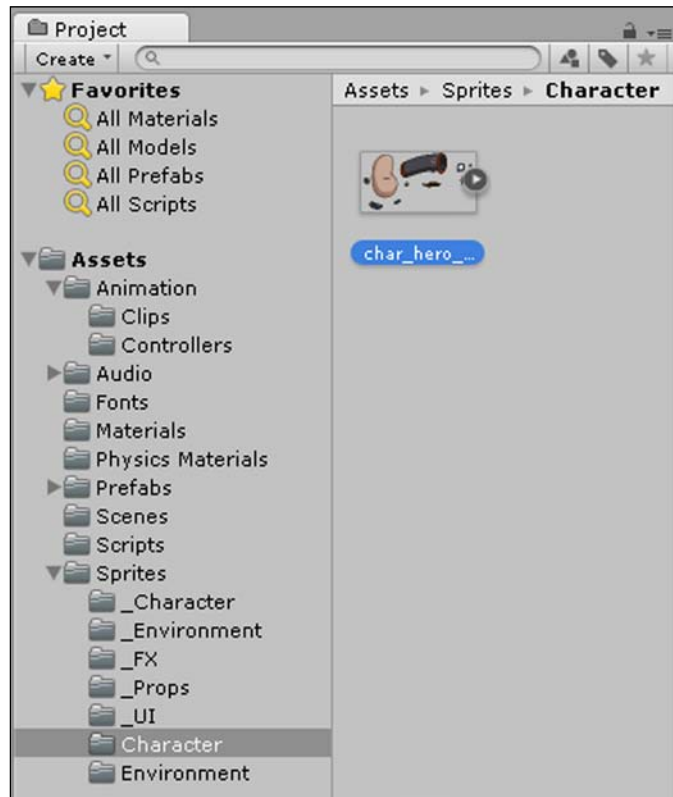 Project
Create
Favorites
All Materials
All Models
All Prefabs
All Scripts
Assets
Animation
Clips
Controllers
Audio
Fonts
Materials
Physics Materials
Prefabs
Scenes
Scripts
Sprites
_Character
_Environment
_FX
_Props
_UI
Character
Environment
Assets ▸ Sprites ▸ Character
char_hero_...